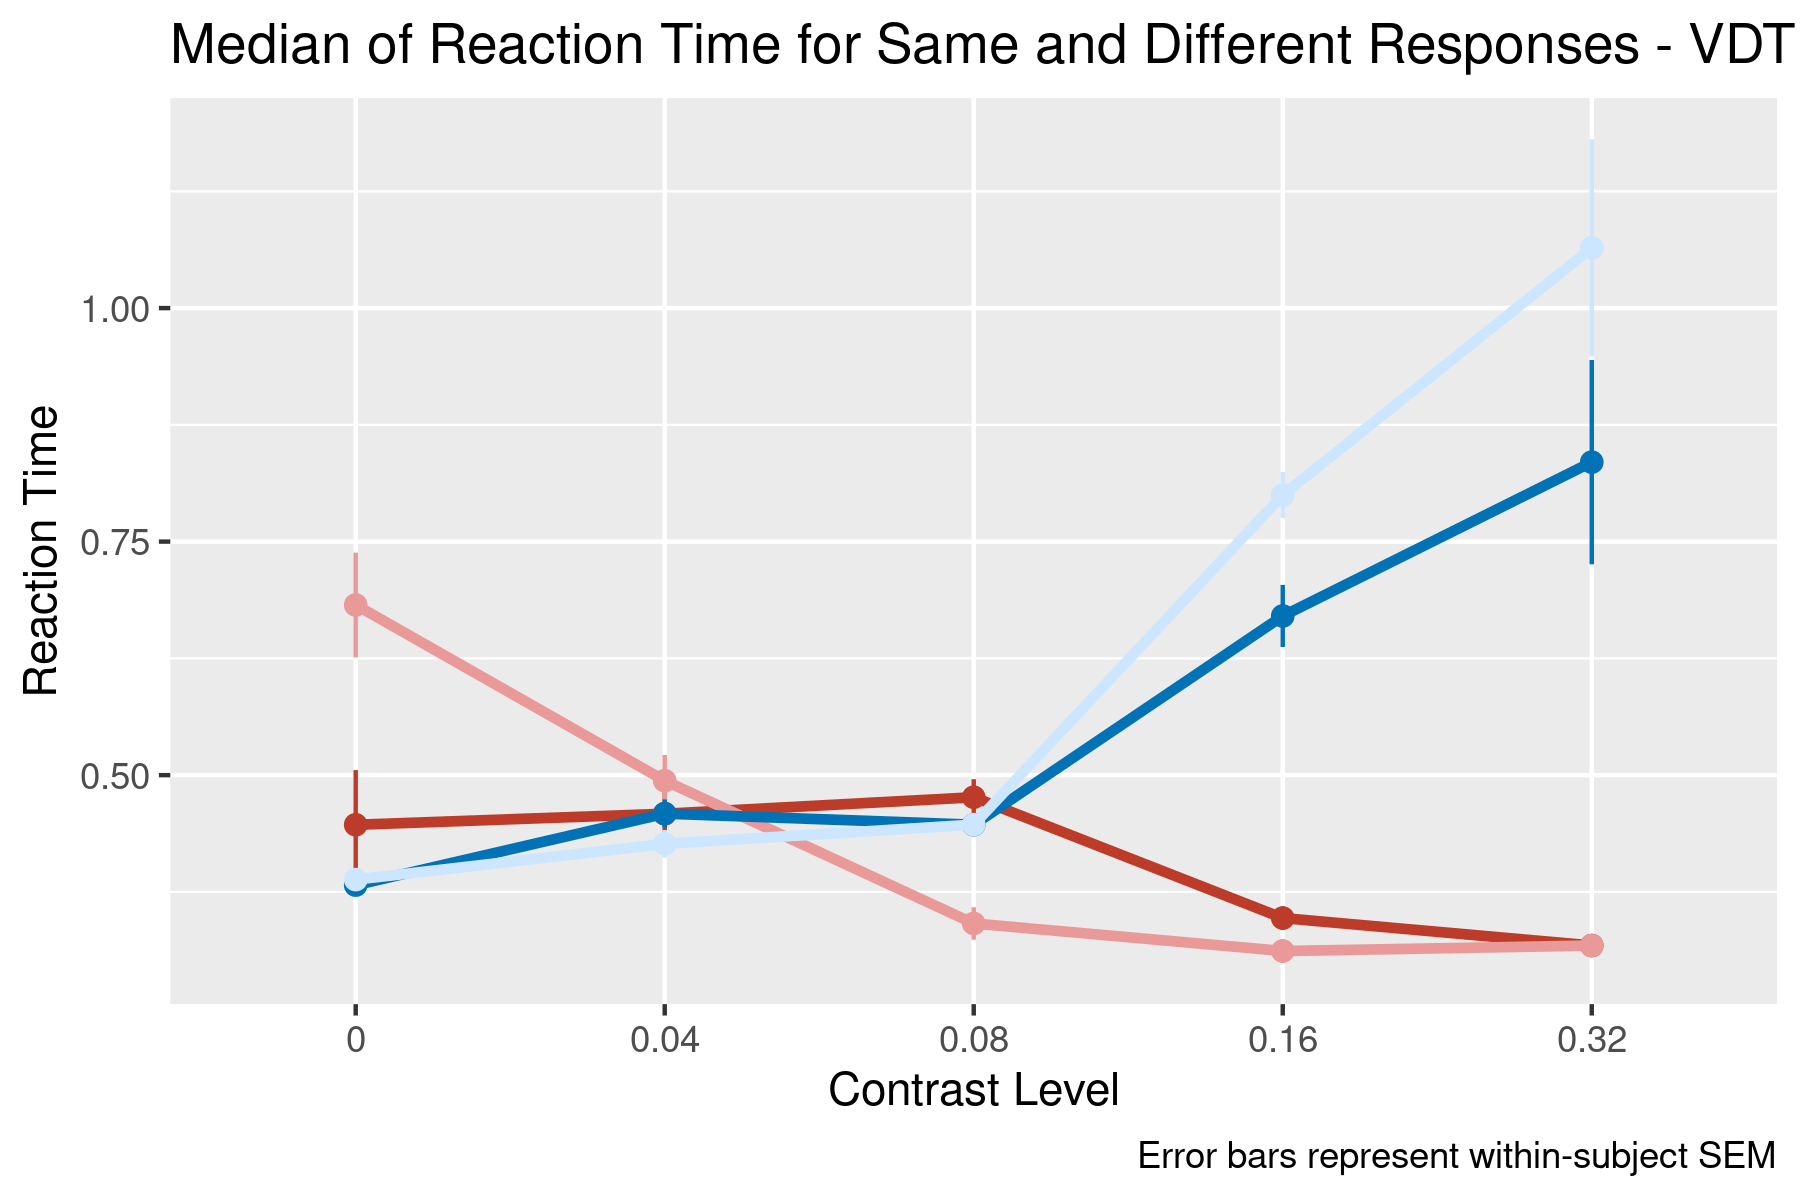 Median of Reaction Time for Same and Different Responses - VDT
Reaction Time
1.00
0.75
0.50
0
0.04
0.08
0.16
0.32
Contrast Level
Error bars represent within-subject SEM